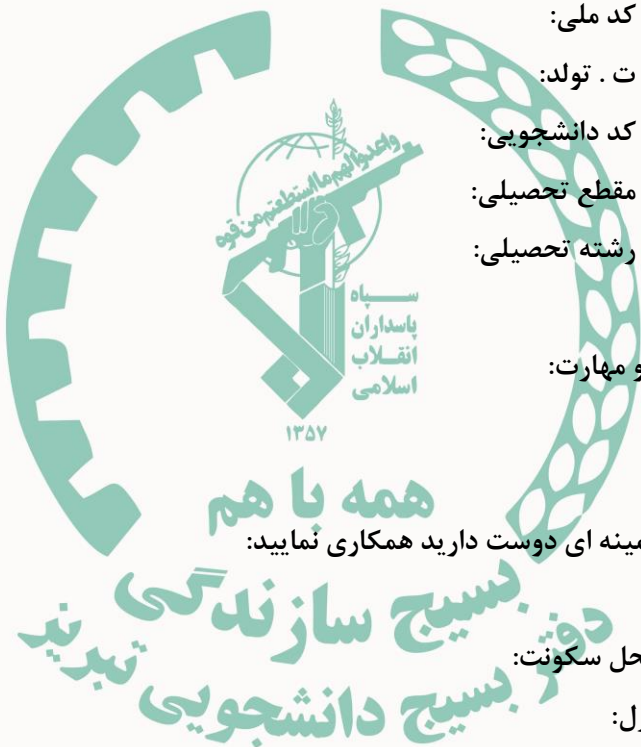 کد ملی:
ت . تولد:
کد دانشجویی:
مقطع تحصیلی:
رشته تحصیلی:
واعدوا لهم ما استطعتم من قوه
سپاه
پاسداران
انقلاب
اسلامی
۱۳۵۷
و مهارت:
همه با هم
مینه ای دوست دارید همکاری نمایید:
بسیج سازندگی
دفتر بسیج دانشجویی تبریز
حل سکونت:
زل: